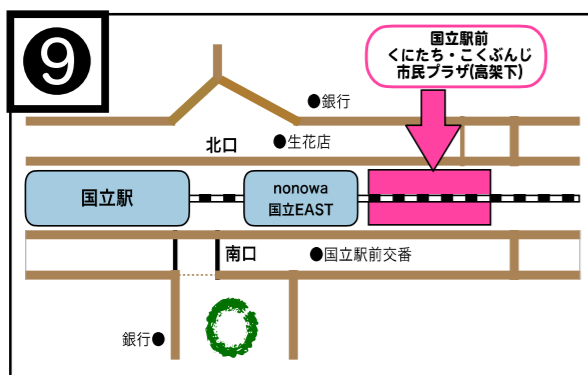 9
国立駅前
くにたち・こくぶんじ
市民プラザ(高架下)
●銀行
●生花店
北口
国立駅
nonowa
国立EAST
南口
●国立駅前交番
銀行●